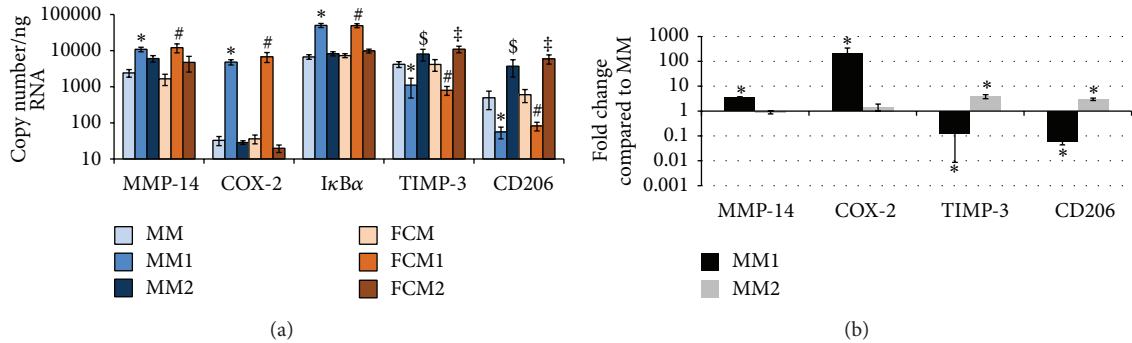 Copy number/ng
RNA
100000
10000
1000
100
10
* # * # $ ‡ $ ‡
* # * * # * #
MMP-14 COX-2 IκBα TIMP-3 CD206
MM
MM1
MM2
FCM
FCM1
FCM2
(a)
Fold change
compared to MM
1000
100
10
1
0.1
0.01
0.001
* * * *
* *
MMP-14 COX-2 TIMP-3 CD206
MM1
MM2
(b)